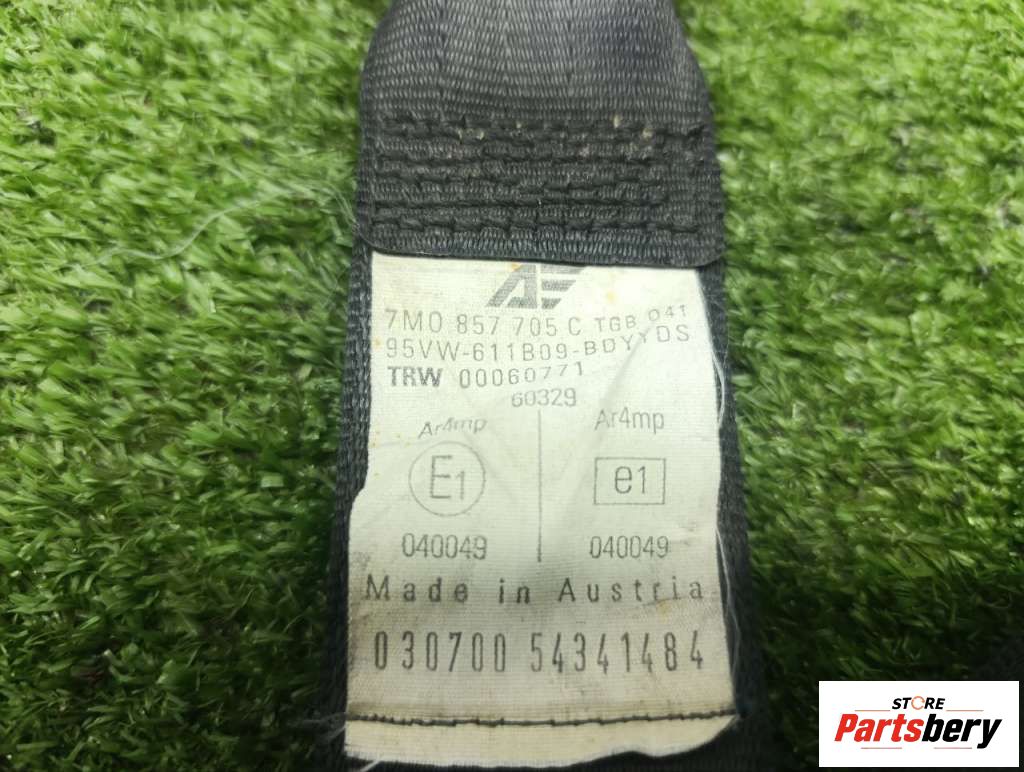 AE
7M0 857 705 C TGB 041
95VW-611B09-BDYYDS
TRW 00060771
60329
Ar4mp Ar4mp
E1 e1
040049 040049
Made in Austria
030700 54341484
STORE
Partsbery